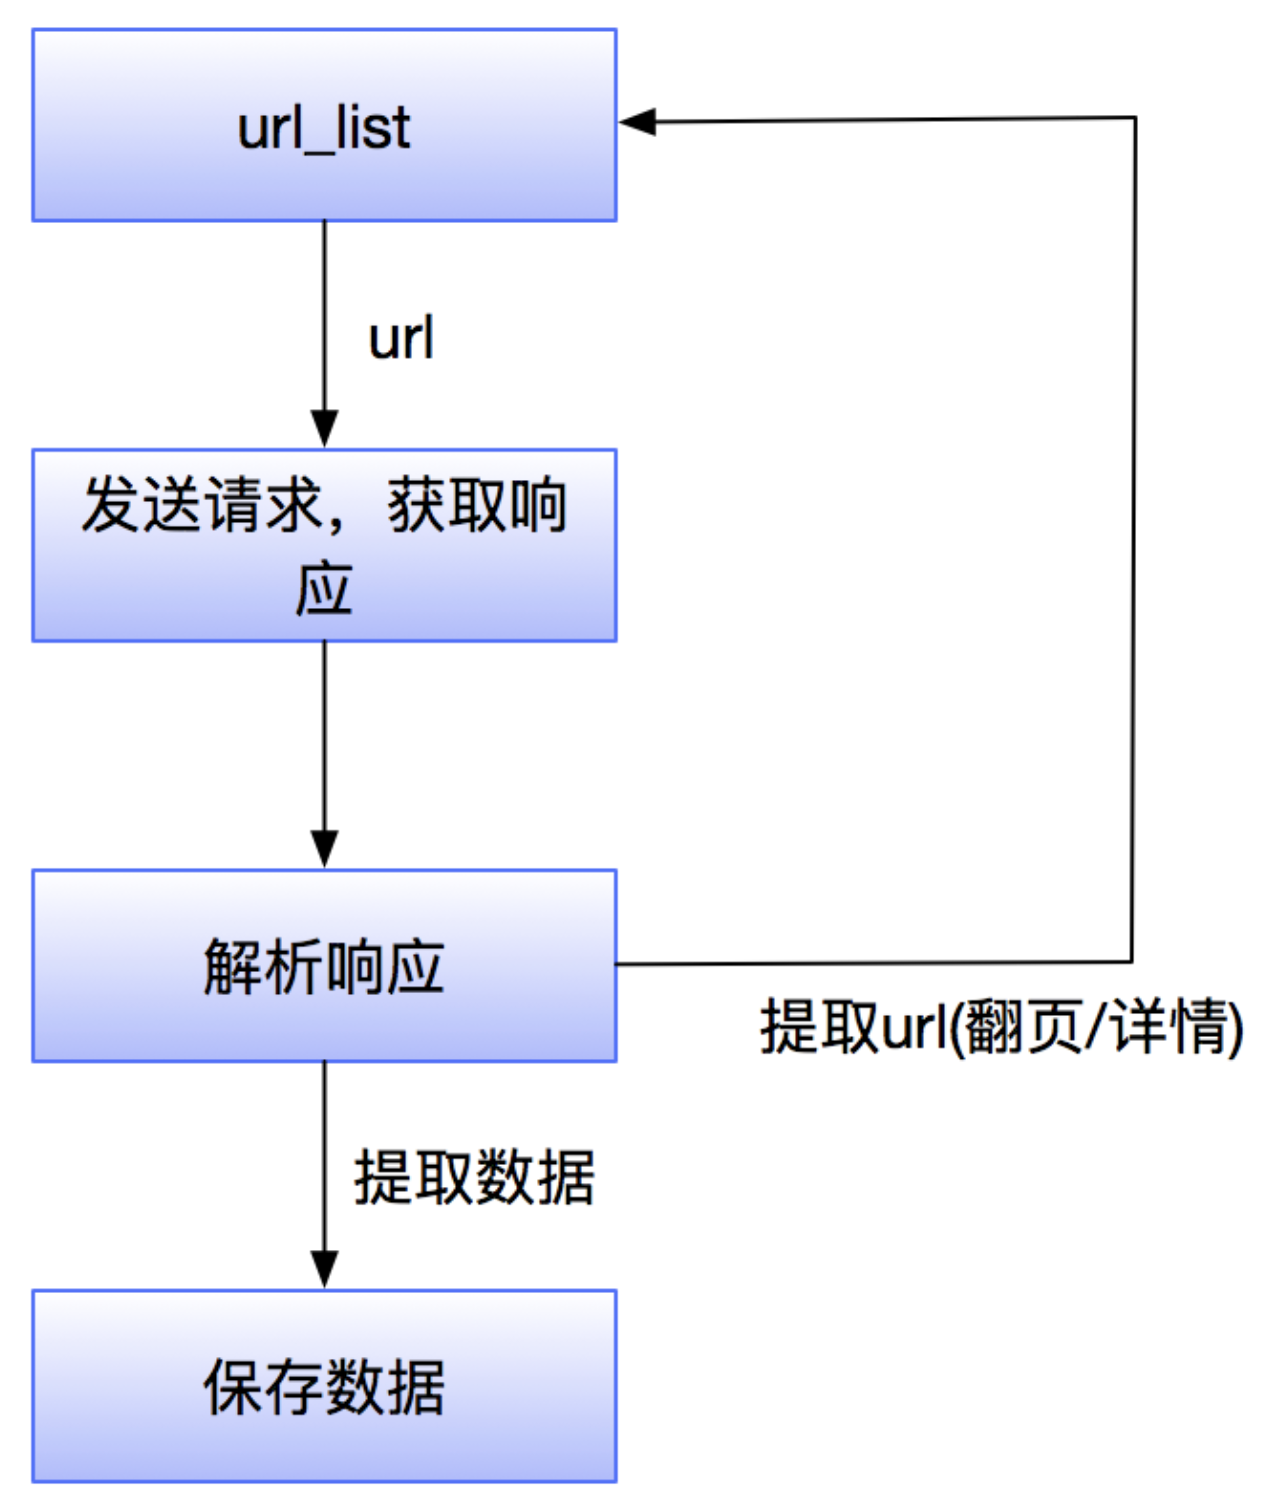 url_list
url
发送请求，获取响
应
解析响应
提取url(翻页/详情)
提取数据
保存数据